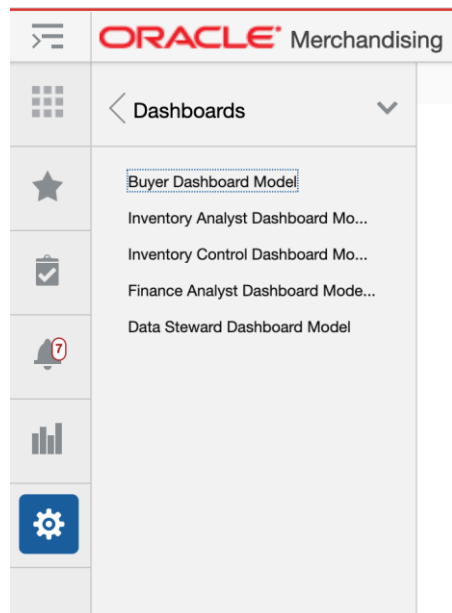 ORACLE Merchandising
Dashboards
Buyer Dashboard Model
Inventory Analyst Dashboard Mo...
Inventory Control Dashboard Mo...
Finance Analyst Dashboard Mode...
Data Steward Dashboard Model
7